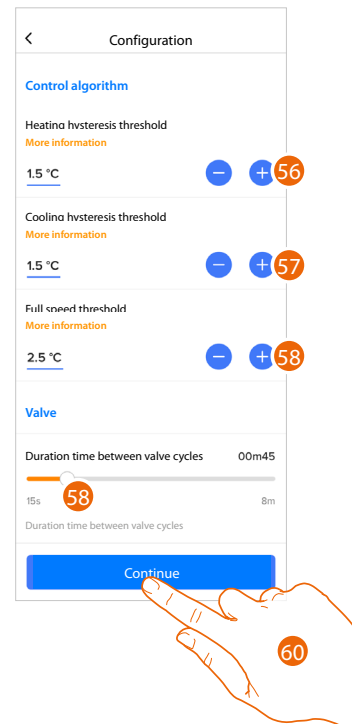 Configuration
Control algorithm
Heating hysteresis threshold
More information
1.5 °C
56
Cooling hysteresis threshold
More information
1.5 °C
57
Full speed threshold
More information
2.5 °C
58
Valve
Duration time between valve cycles 00m45
58
15s 8m
Duration time between valve cycles
Continue
60